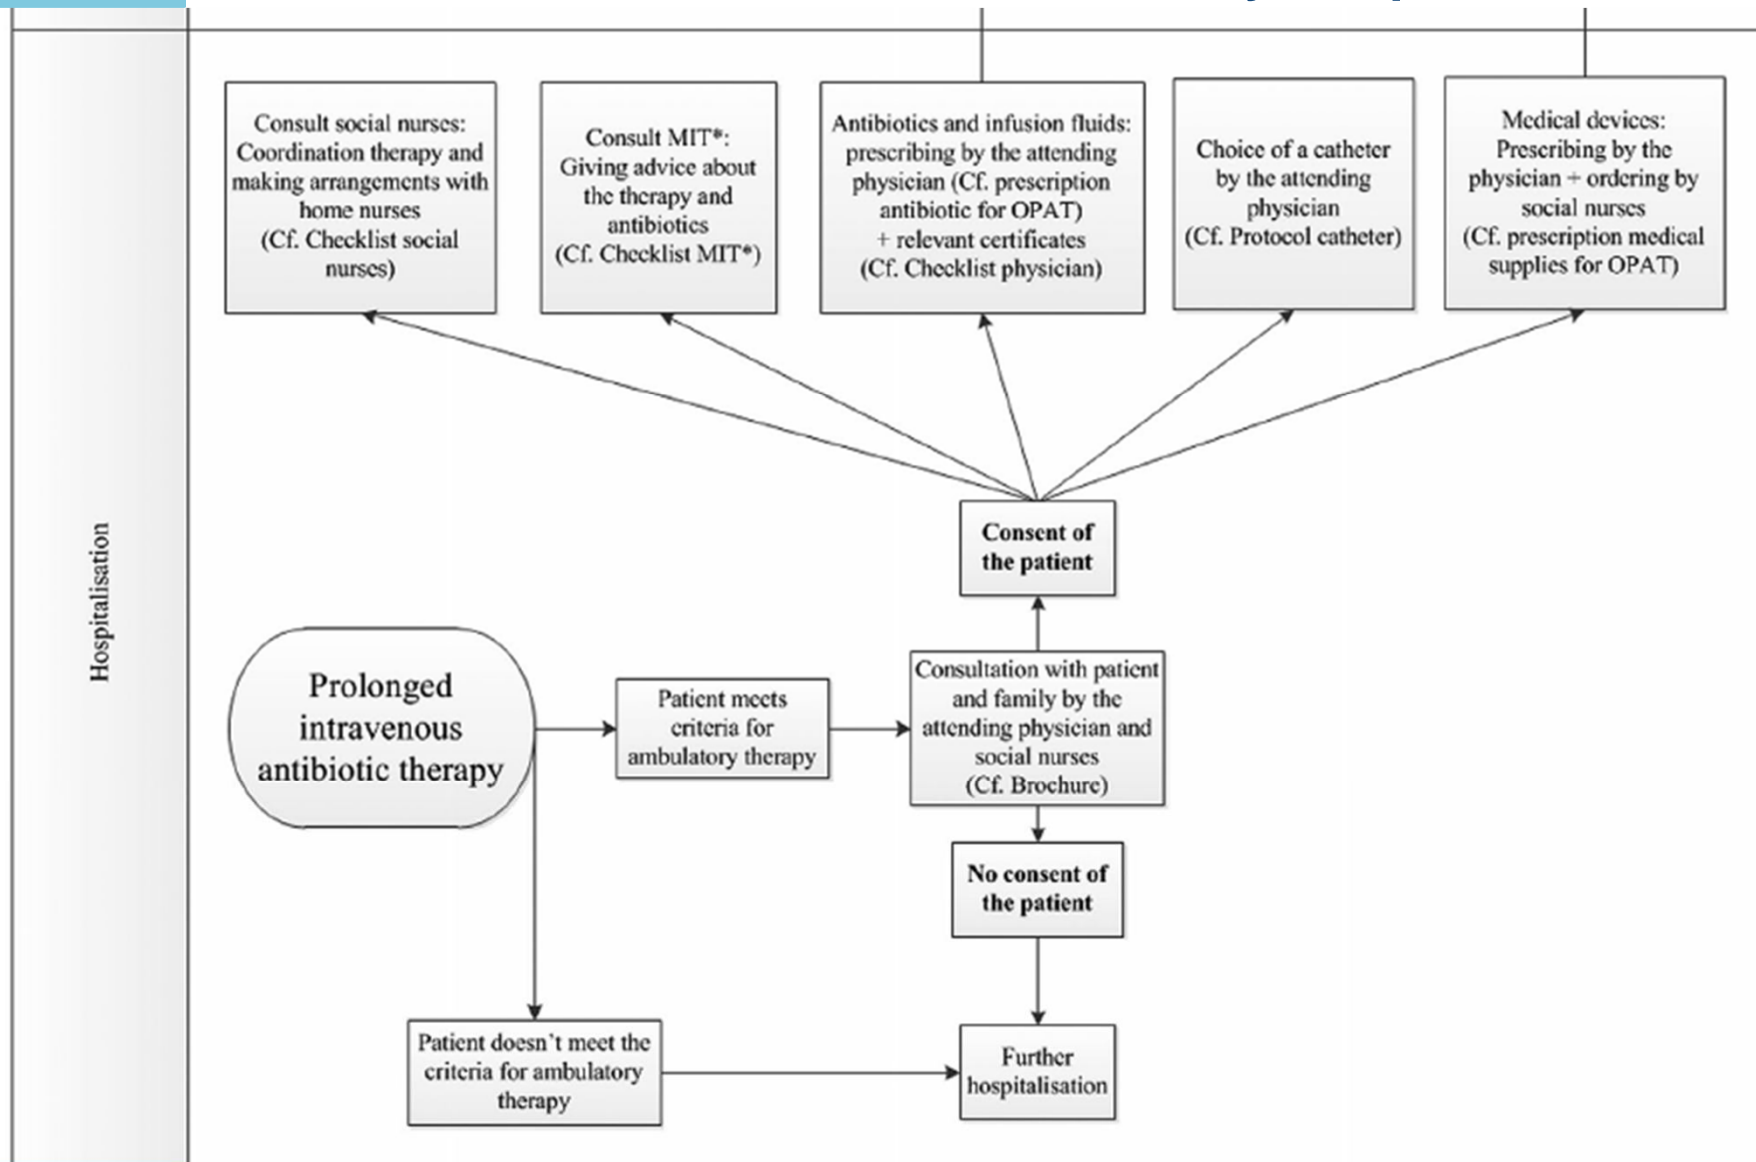 Consult social nurses:
Coordination therapy and
making arrangements with
home nurses
(Cf. Checklist social
nurses)
Consult MIT*:
Giving advice about
the therapy and
antibiotics
(Cf. Checklist MIT*)
Antibiotics and infusion fluids:
prescribing by the attending
physician (Cf. prescription
antibiotic for OPAT)
+ relevant certificates
(Cf. Checklist physician)
Choice of a catheter
by the attending
physician
(Cf. Protocol catheter)
Medical devices:
Prescribing by the
physician + ordering by
social nurses
(Cf. prescription medical
supplies for OPAT)
Consent of
the patient
Hospitalisation
Prolonged
intravenous
antibiotic therapy
Patient meets
criteria for
ambulatory therapy
Consultation with patient
and family by the
attending physician and
social nurses
(Cf. Brochure)
No consent of
the patient
Patient doesn't meet the
criteria for ambulatory
therapy
Further
hospitalisation